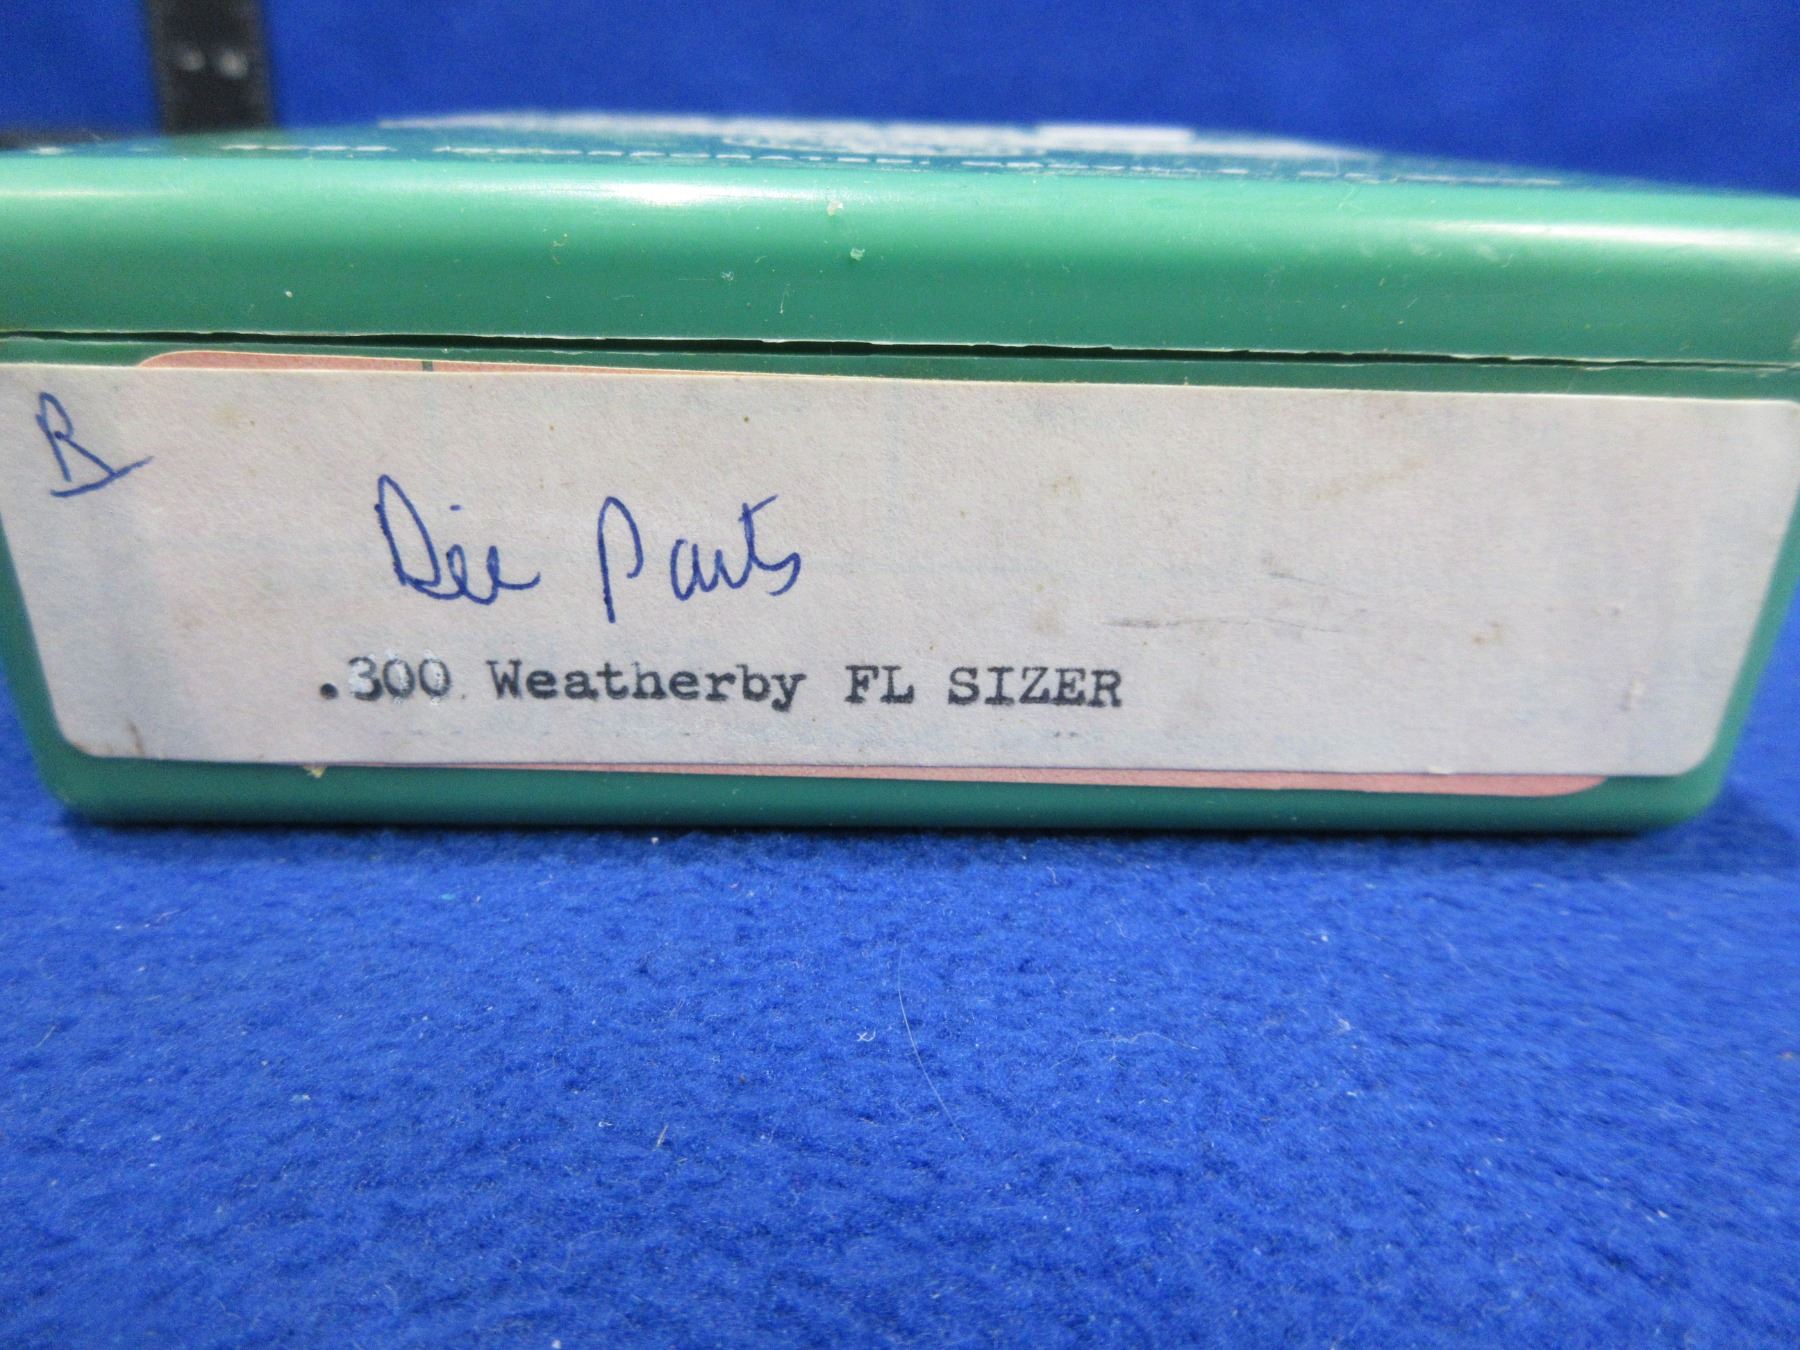 B
Die Parts
.300 Weatherby FL SIZER